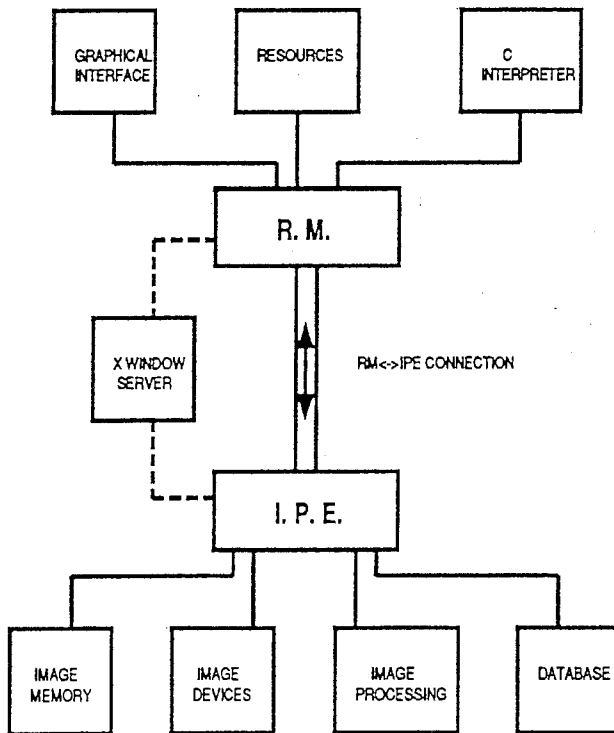 GRAPHICAL
INTERFACE
RESOURCES
C
INTERPRETER
R. M.
X WINDOW
SERVER
RM<->IPE CONNECTION
I. P. E.
IMAGE
MEMORY
IMAGE
DEVICES
IMAGE
PROCESSING
DATABASE